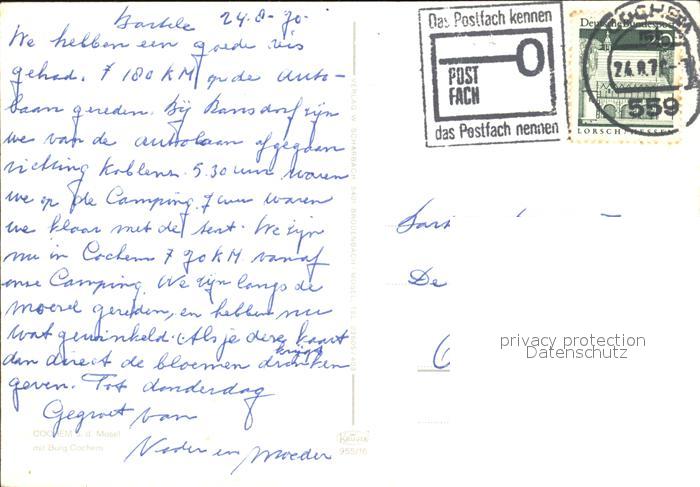 24-8-70
We hebben een goede reis
gehad. ± 180 KM op de auto-
baan gereden. Bij Ransdorf zijn
we van de autobaan afgegaan
richting Koblenz. 5.30 uur waren
we op de Camping. 7 uur waren
we klaar met de tent. We zijn
nu in Cochem ± 70 KM vanaf
onze Camping. We zijn langs de
moezel gereden, en hebben nu
wat gewinkeld. Als je deze kaart
krijgt
dan direct de bloemen drinken
geven. Tot donderdag
Gegroet van
Vader en moeder
COCHEM a. d. Mosel
mit Burg Cochem
KRÜGER
955/16
Das Postfach kennen
POST
FACH
das Postfach nennen
COCHEM
24.8.70
559
Deutsche Bundespost
LORSCH/HESSEN
De
privacy protection
Datenschutz